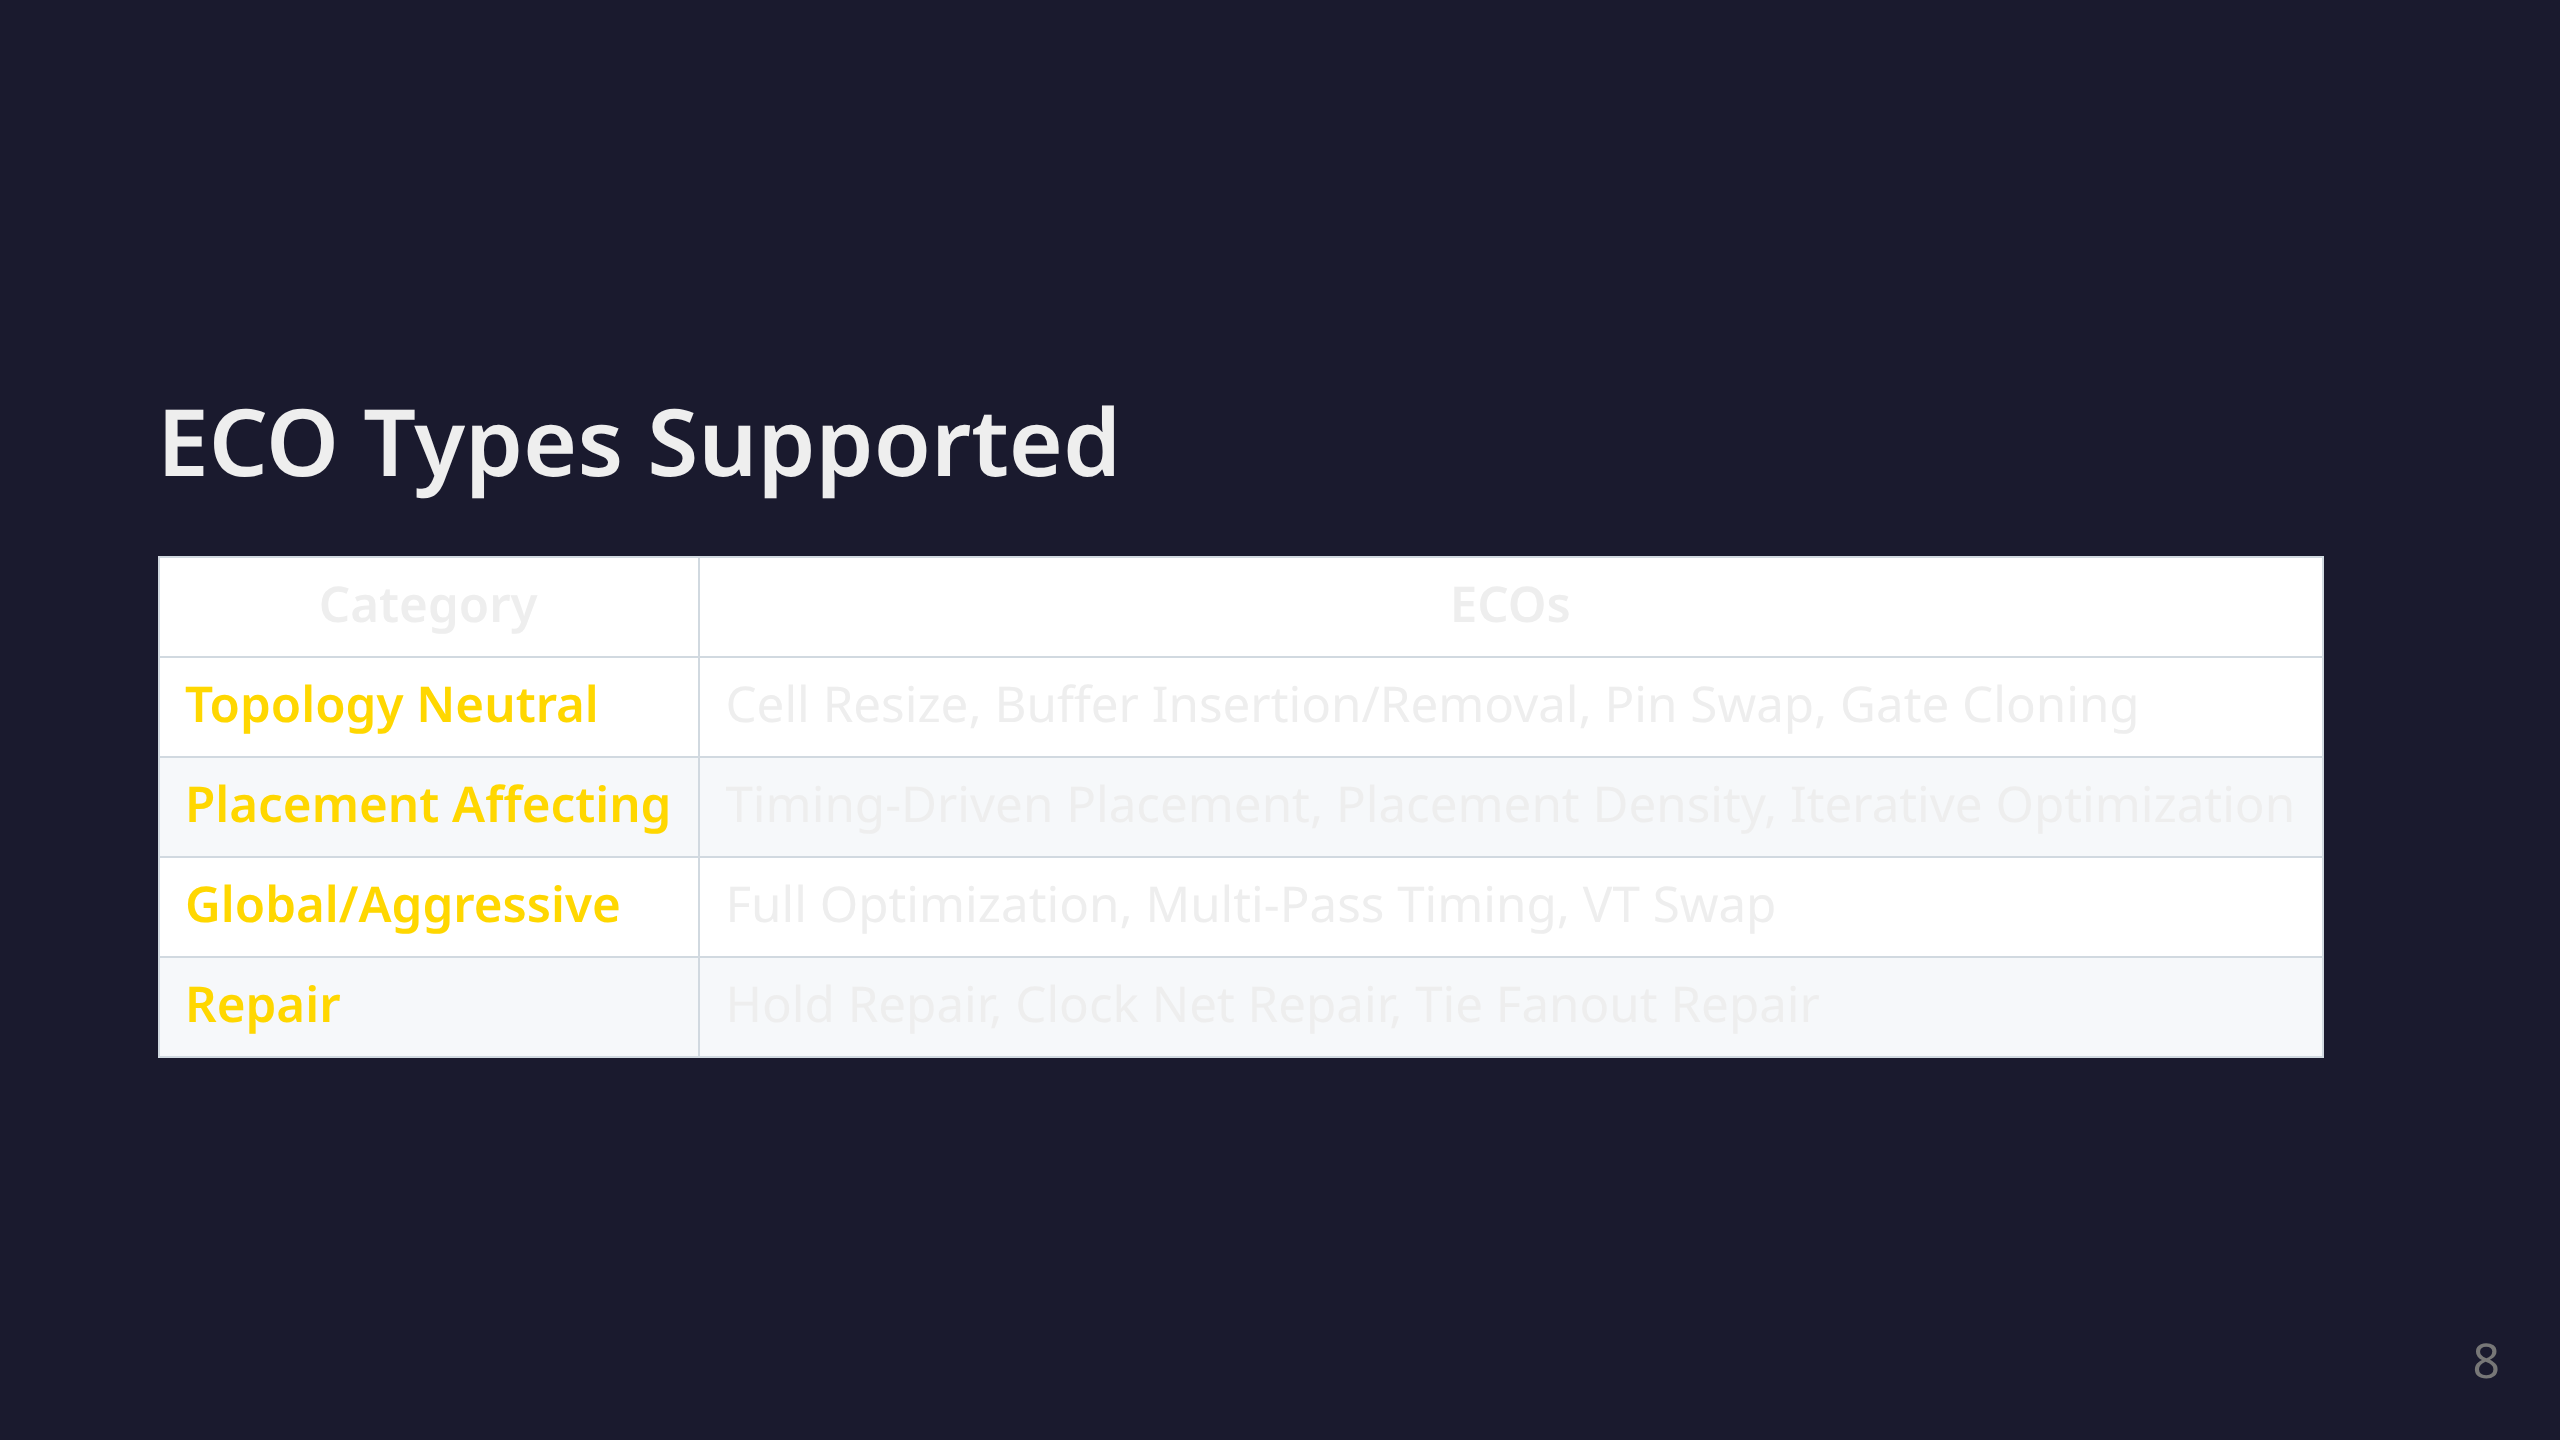 ECO Types Supported
Category ECOs
Topology Neutral Cell Resize, Buffer Insertion/Removal, Pin Swap, Gate Cloning
Placement Affecting Timing-Driven Placement, Placement Density, Iterative Optimization
Global/Aggressive Full Optimization, Multi-Pass Timing, VT Swap
Repair Hold Repair, Clock Net Repair, Tie Fanout Repair
8